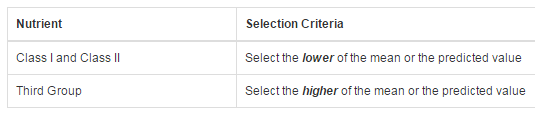 Nutrient Selection Criteria
Class I and Class II Select the lower of the mean or the predicted value
Third Group Select the higher of the mean or the predicted value